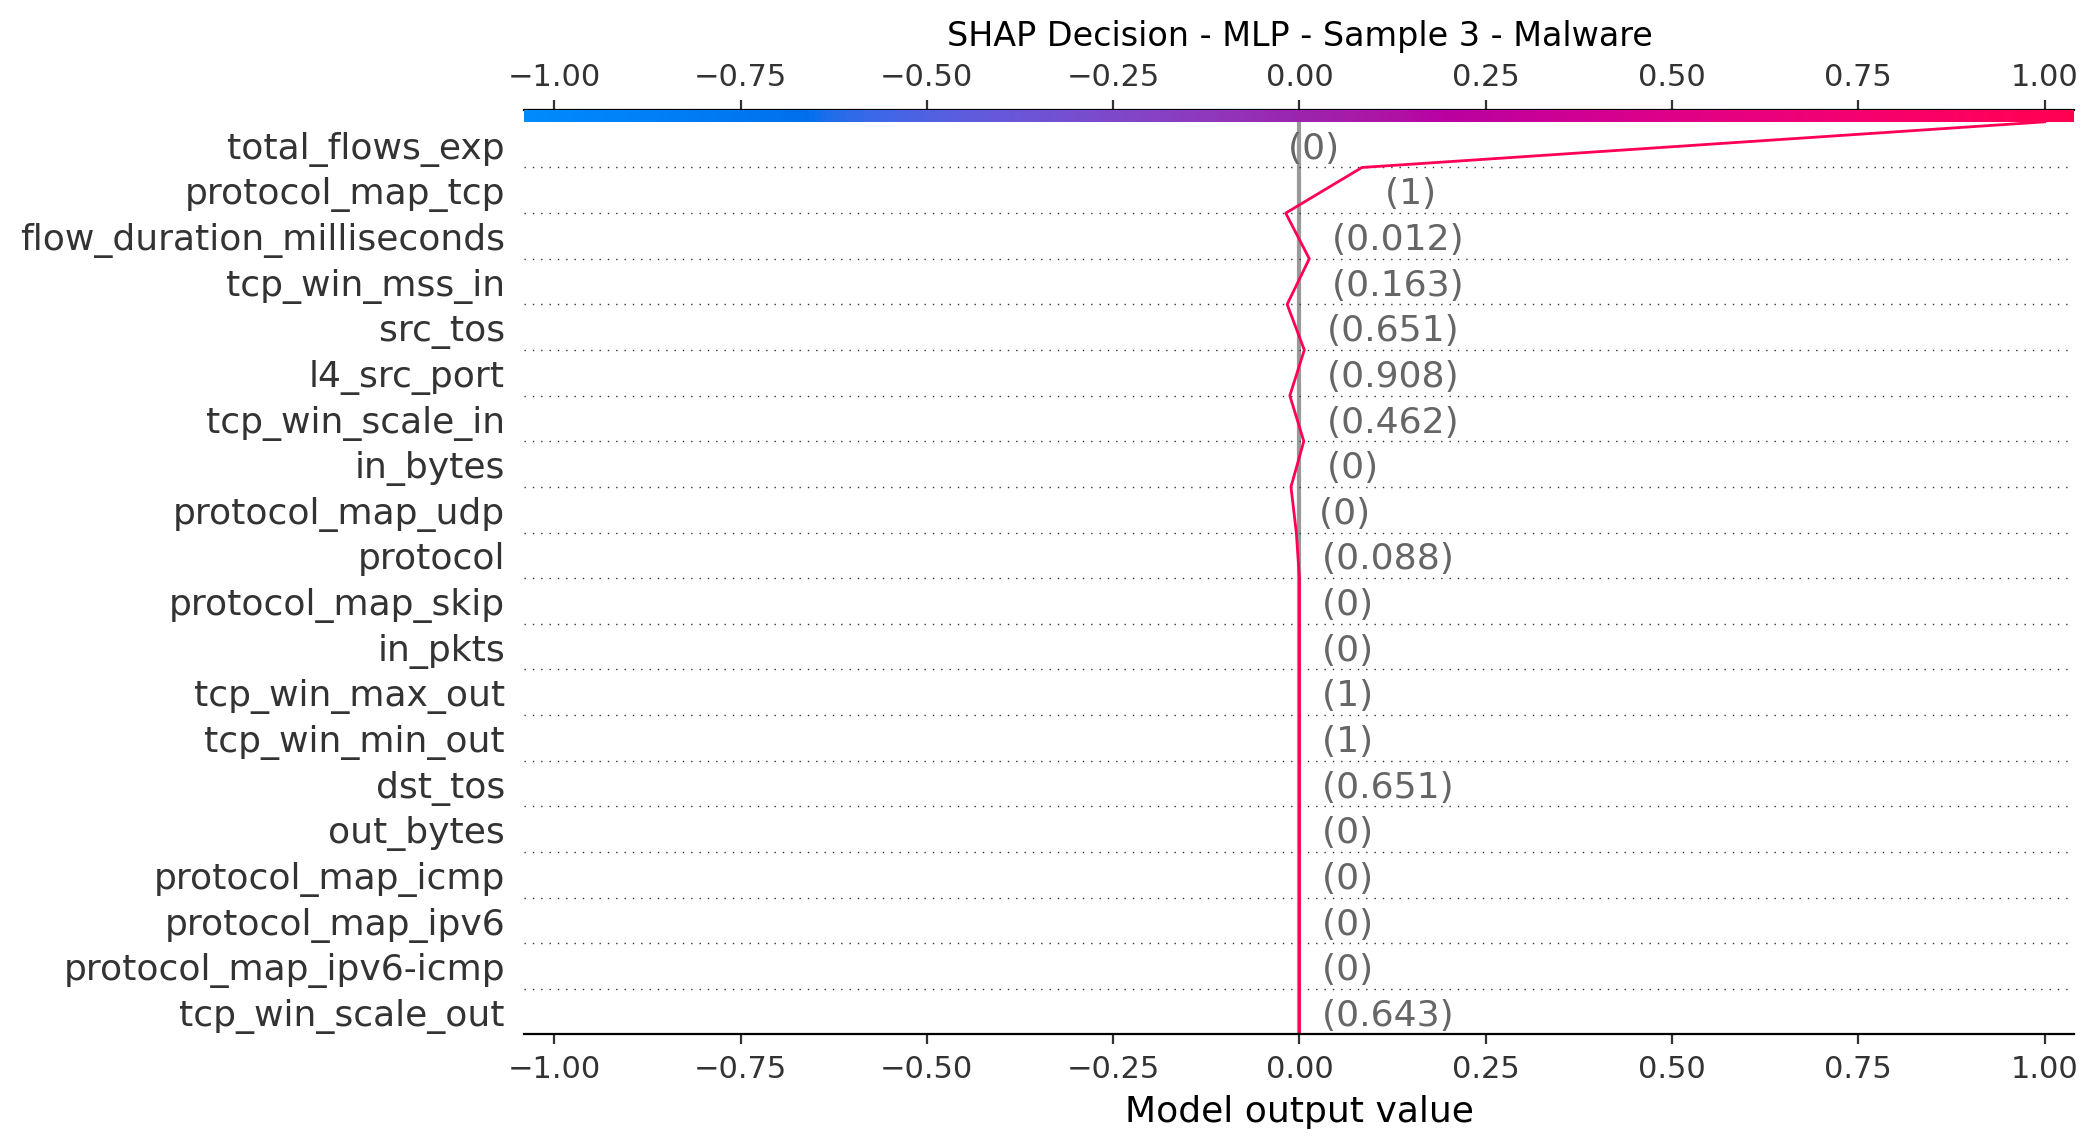 SHAP Decision - MLP - Sample 3 - Malware
−1.00 −0.75 −0.50 −0.25 0.00 0.25 0.50 0.75 1.00
total_flows_exp (0)
protocol_map_tcp (1)
flow_duration_milliseconds (0.012)
tcp_win_mss_in (0.163)
src_tos (0.651)
l4_src_port (0.908)
tcp_win_scale_in (0.462)
in_bytes (0)
protocol_map_udp (0)
protocol (0.088)
protocol_map_skip (0)
in_pkts (0)
tcp_win_max_out (1)
tcp_win_min_out (1)
dst_tos (0.651)
out_bytes (0)
protocol_map_icmp (0)
protocol_map_ipv6 (0)
protocol_map_ipv6-icmp (0)
tcp_win_scale_out (0.643)
−1.00 −0.75 −0.50 −0.25 0.00 0.25 0.50 0.75 1.00
Model output value